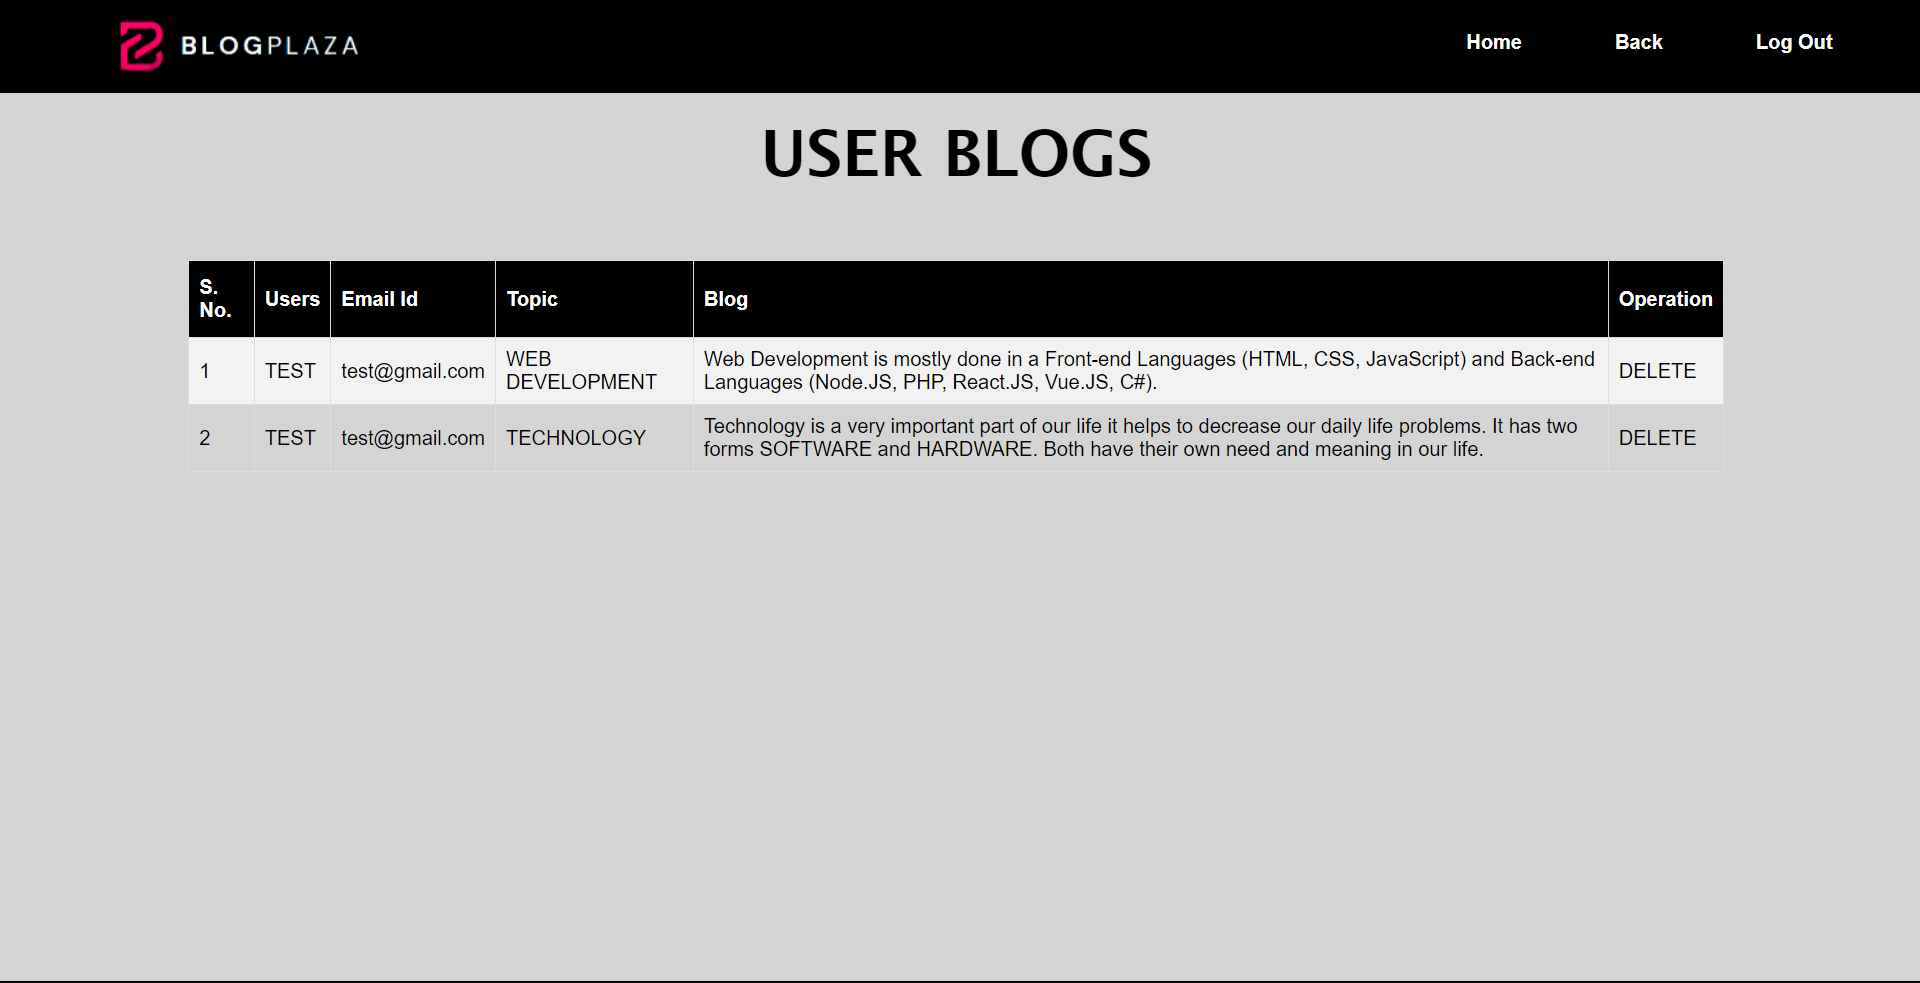 BLOGPLAZA
Home Back Log Out
USER BLOGS
S. No. Users Email Id Topic Blog Operation
1 TEST test@gmail.com WEB DEVELOPMENT Web Development is mostly done in a Front-end Languages (HTML, CSS, JavaScript) and Back-end
Languages (Node.JS, PHP, React.JS, Vue.JS, C#). DELETE
2 TEST test@gmail.com TECHNOLOGY Technology is a very important part of our life it helps to decrease our daily life problems. It has two
forms SOFTWARE and HARDWARE. Both have their own need and meaning in our life. DELETE